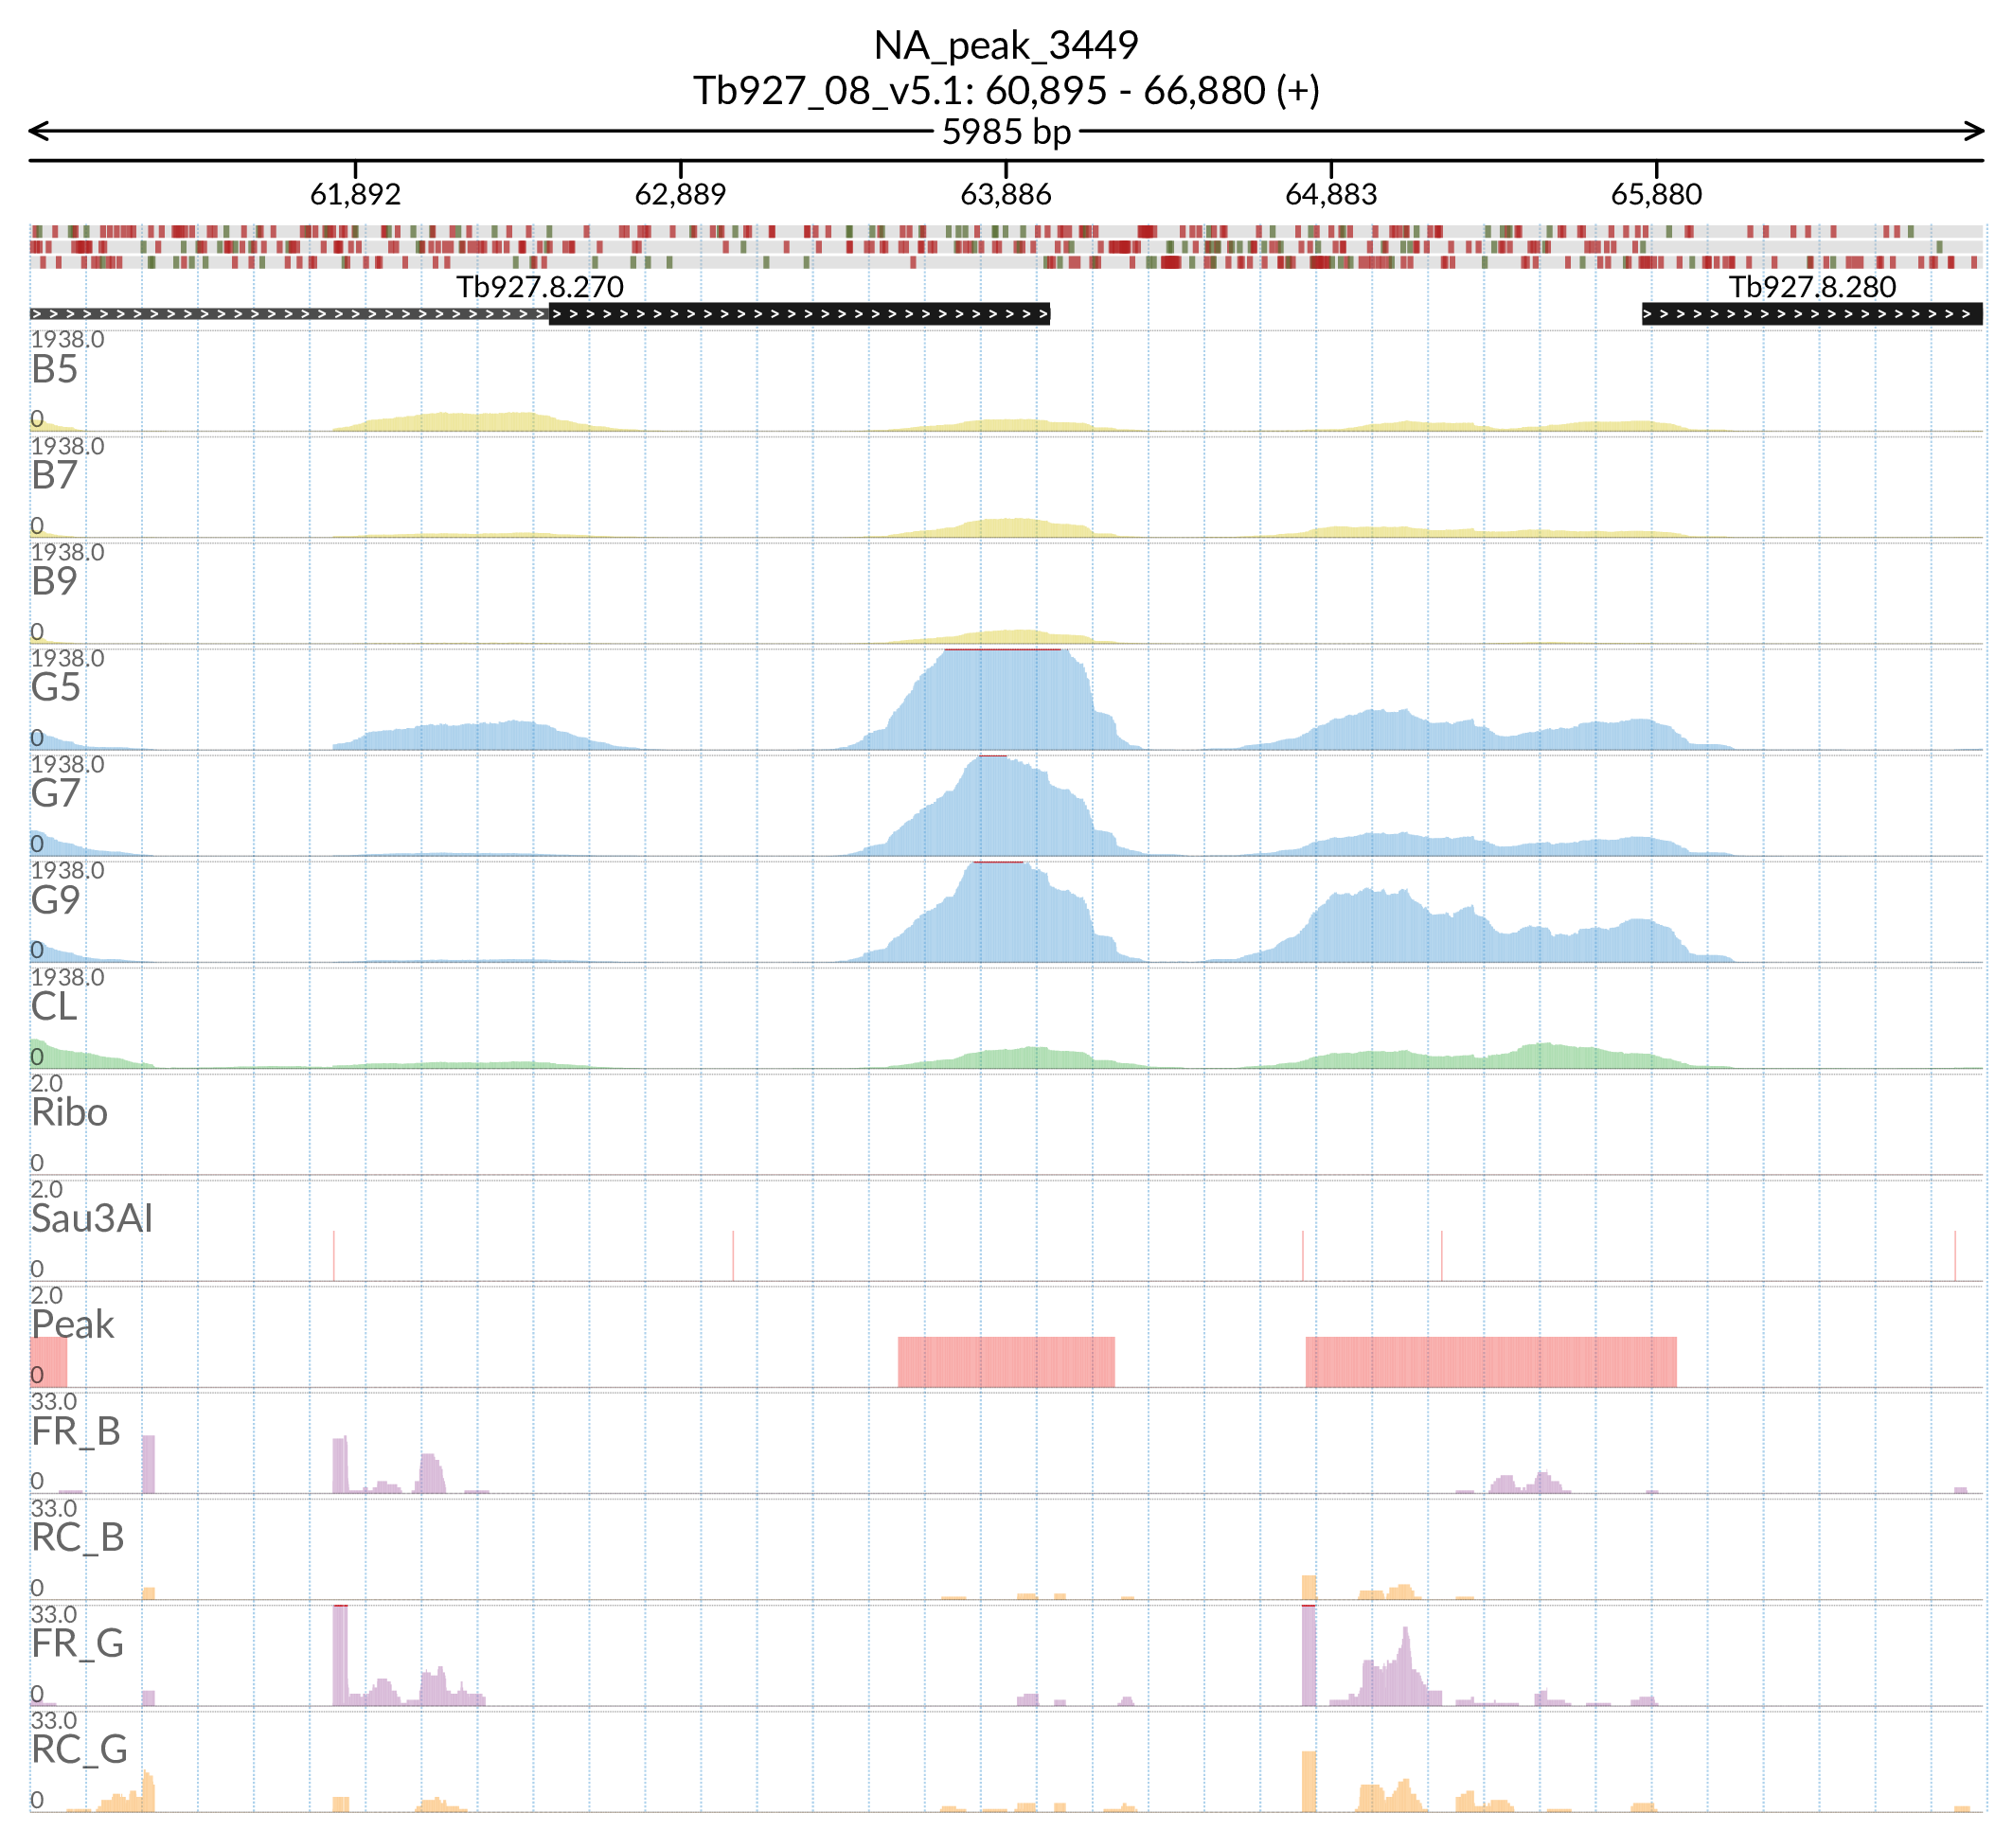 NA_peak_3449
Tb927_08_v5.1: 60,895 - 66,880 (+)
5985 bp
61,892 62,889 63,886 64,883 65,880
Tb927.8.270 Tb927.8.280
1938.0
B5
0
1938.0
B7
0
1938.0
B9
0
1938.0
G5
0
1938.0
G7
0
1938.0
G9
0
1938.0
CL
0
2.0
Ribo
0
2.0
Sau3AI
0
2.0
Peak
0
33.0
FR_B
0
33.0
RC_B
0
33.0
FR_G
0
33.0
RC_G
0